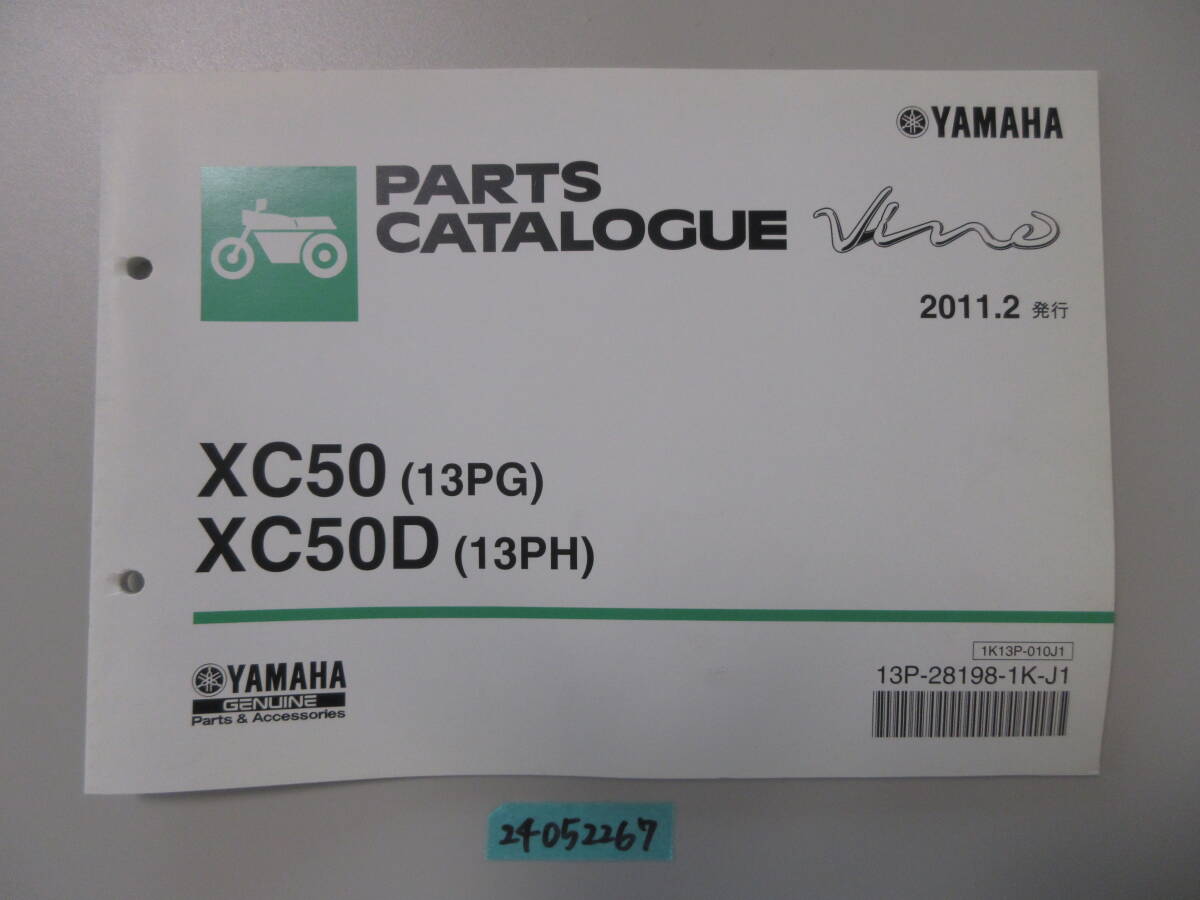 YAMAHA
PARTS
CATALOGUE
Vino
2011.2 発行
XC50 (13PG)
XC50D (13PH)
YAMAHA
GENUINE
Parts & Accessories
1K13P-010J1
13P-28198-1K-J1
24052267